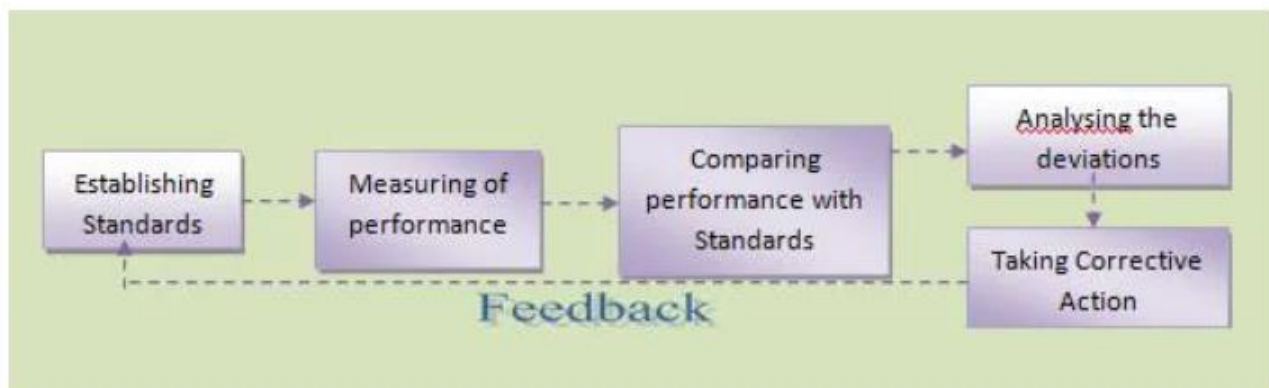 Establishing
Standards
Measuring of
performance
Comparing
performance with
Standards
Analysing the
deviations
Taking Corrective
Action
Feedback